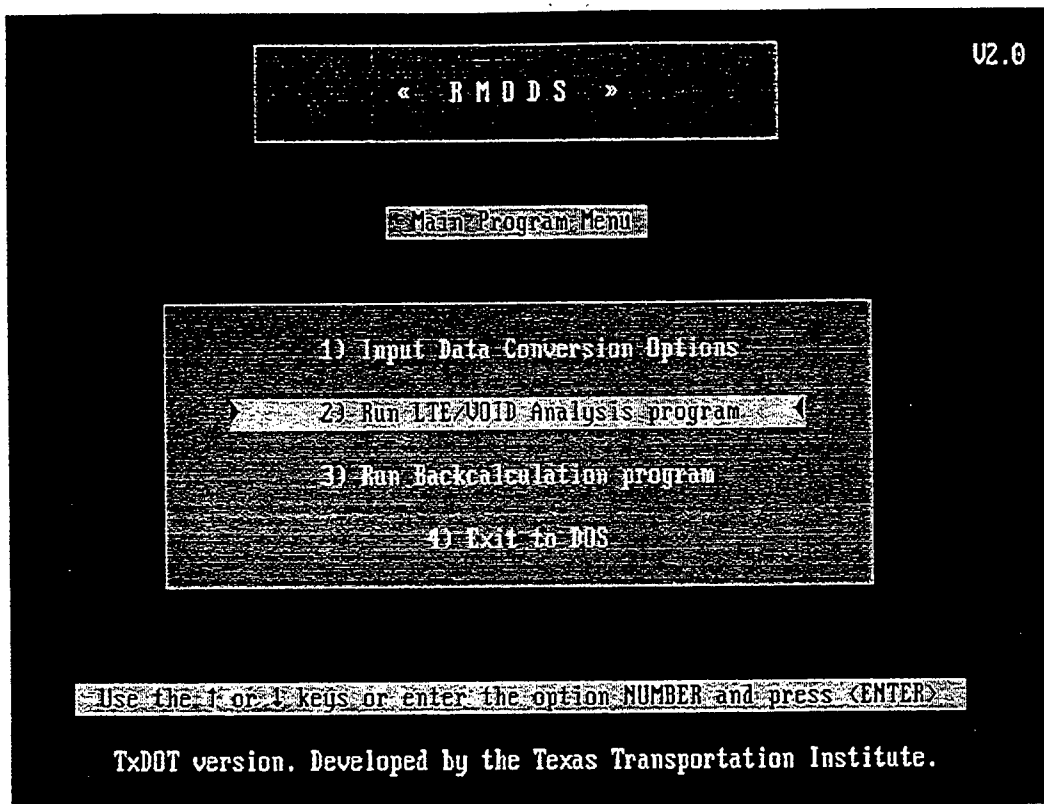 V2.0
« R M O D S »
Main Program Menu
1) Input Data Conversion Options
2) Run LTE/VOID Analysis program
3) Run Backcalculation program
4) Exit to DOS
Use the ↑ or ↓ keys or enter the option NUMBER and press <ENTER>
TxDOT version. Developed by the Texas Transportation Institute.